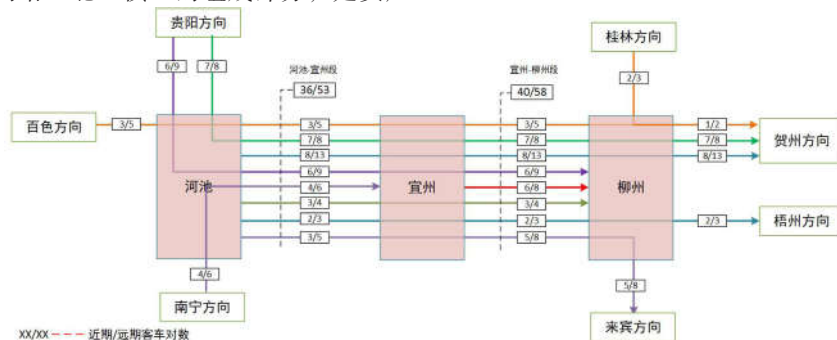 贵阳方向
桂林方向
6/9
7/8
河池-宜州段
36/53
宜州-柳州段
40/58
2/3
百色方向
3/5
3/5
3/5
1/2
贺州方向
7/8
7/8
7/8
8/13
8/13
8/13
6/9
6/9
河池
4/6
宜州
6/8
柳州
3/4
3/4
2/3
2/3
2/3
梧州方向
3/5
5/8
4/6
5/8
南宁方向
来宾方向
XX/XX 近期/远期客车对数